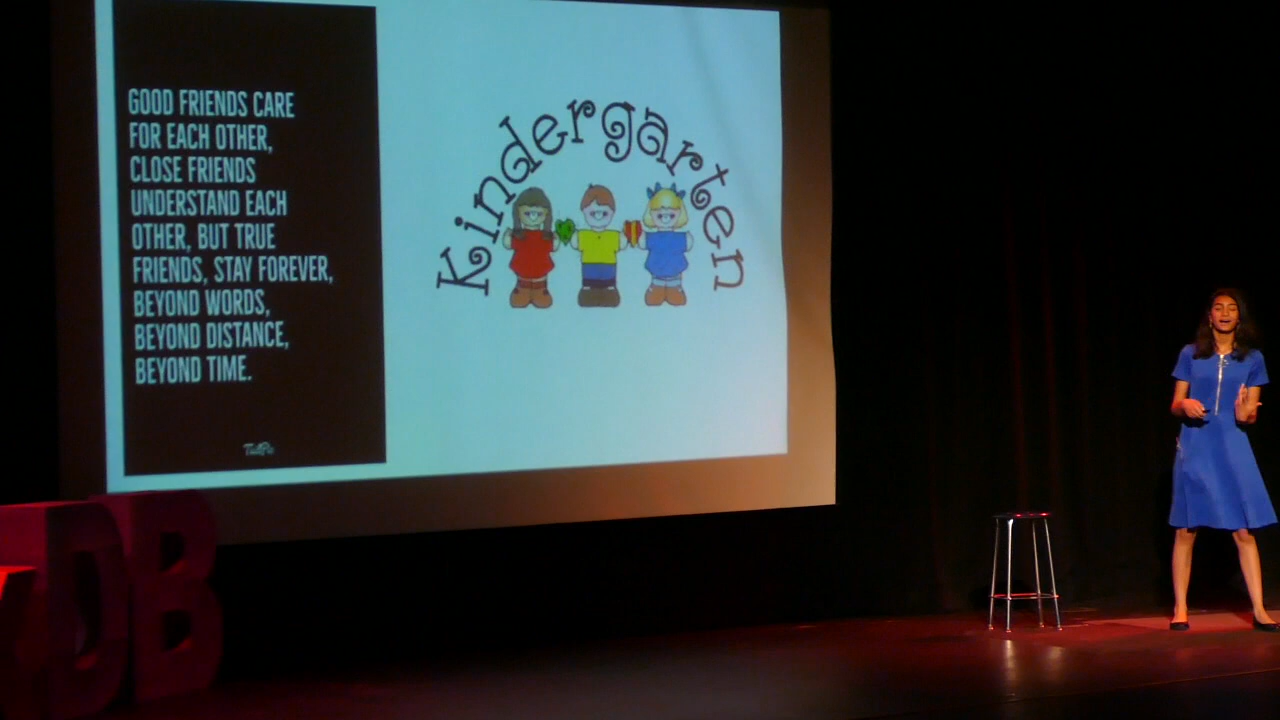 GOOD FRIENDS CARE
FOR EACH OTHER,
CLOSE FRIENDS
UNDERSTAND EACH
OTHER, BUT TRUE
FRIENDS, STAY FOREVER,
BEYOND WORDS,
BEYOND DISTANCE,
BEYOND TIME.
Kindergarten
DB